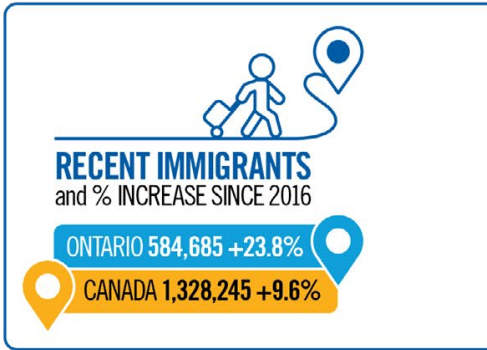 RECENT IMMIGRANTS
and % INCREASE SINCE 2016
ONTARIO 584,685 +23.8%
CANADA 1,328,245 +9.6%